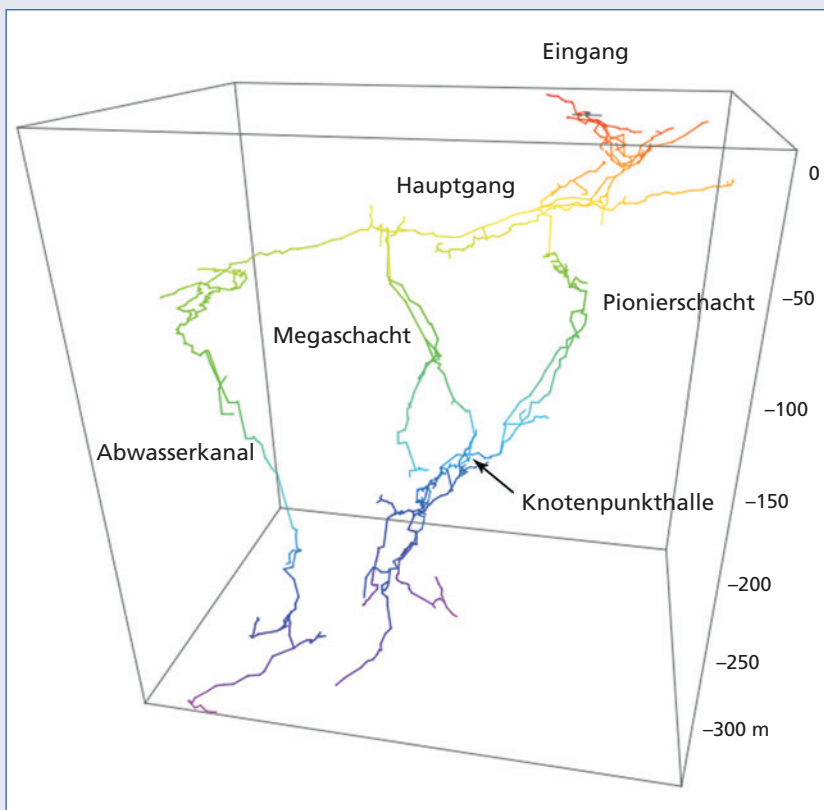 Eingang
0
Hauptgang
–50
Pionierschacht
Megaschacht
–100
Abwasserkanal
Knotenpunkthalle
–150
–200
–250
–300 m